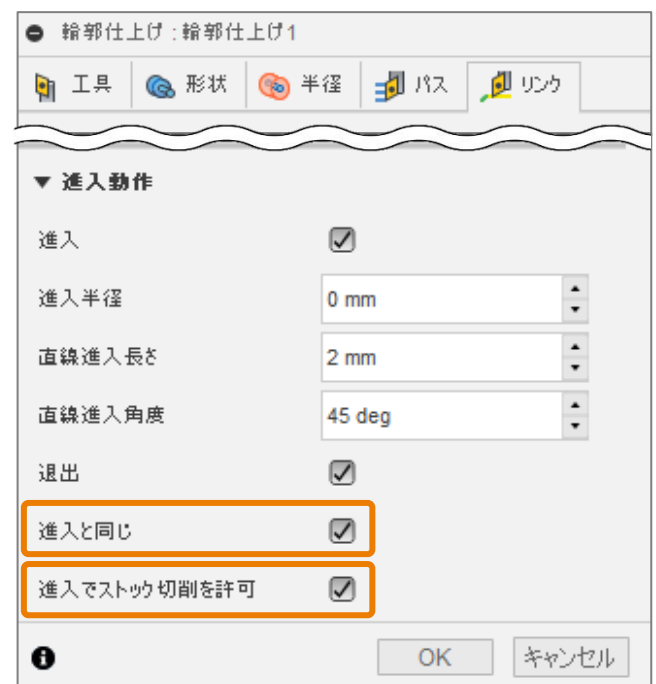 輪郭仕上げ : 輪郭仕上げ1
工具 形状 半径 パス リンク
▼ 進入動作
進入
進入半径 0 mm
直線進入長さ 2 mm
直線進入角度 45 deg
退出
進入と同じ
進入でストック切削を許可
OK キャンセル